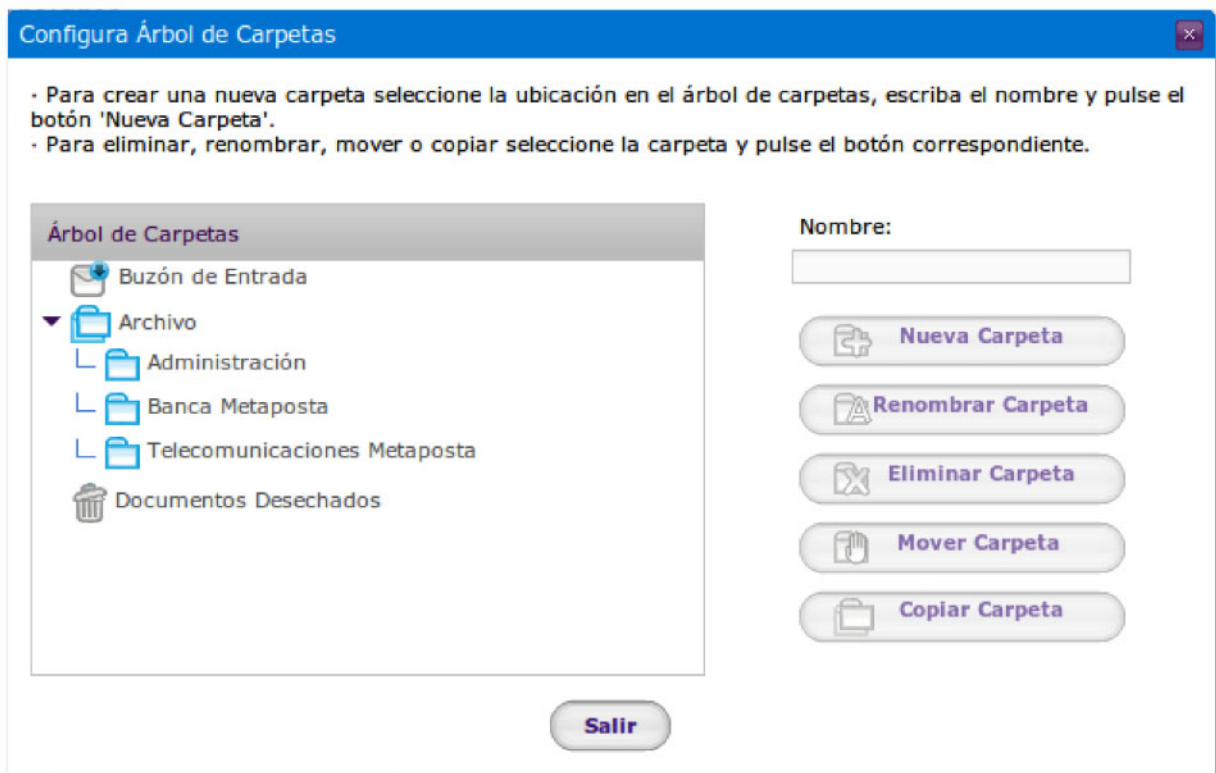 Configura Árbol de Carpetas
· Para crear una nueva carpeta seleccione la ubicación en el árbol de carpetas, escriba el nombre y pulse el
botón 'Nueva Carpeta'.
· Para eliminar, renombrar, mover o copiar seleccione la carpeta y pulse el botón correspondiente.
Árbol de Carpetas
Buzón de Entrada
Archivo
Administración
Banca Metaposta
Telecomunicaciones Metaposta
Documentos Desechados
Nombre:
Nueva Carpeta
Renombrar Carpeta
Eliminar Carpeta
Mover Carpeta
Copiar Carpeta
Salir